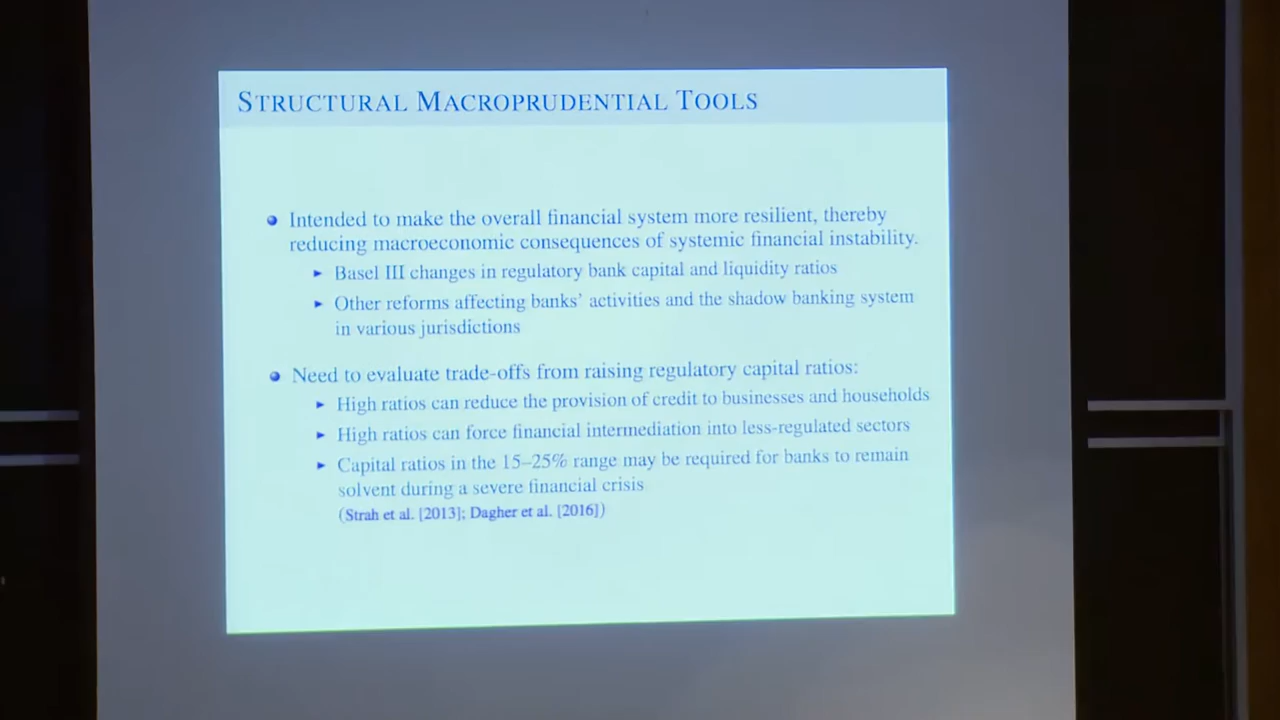 STRUCTURAL MACROPRUDENTIAL TOOLS
Intended to make the overall financial system more resilient, thereby
reducing macroeconomic consequences of systemic financial instability.
Basel III changes in regulatory bank capital and liquidity ratios
Other reforms affecting banks' activities and the shadow banking system
in various jurisdictions
Need to evaluate trade-offs from raising regulatory capital ratios:
High ratios can reduce the provision of credit to businesses and households
High ratios can force financial intermediation into less-regulated sectors
Capital ratios in the 15–25% range may be required for banks to remain
solvent during a severe financial crisis
(Strah et al. [2013]; Dagher et al. [2016])